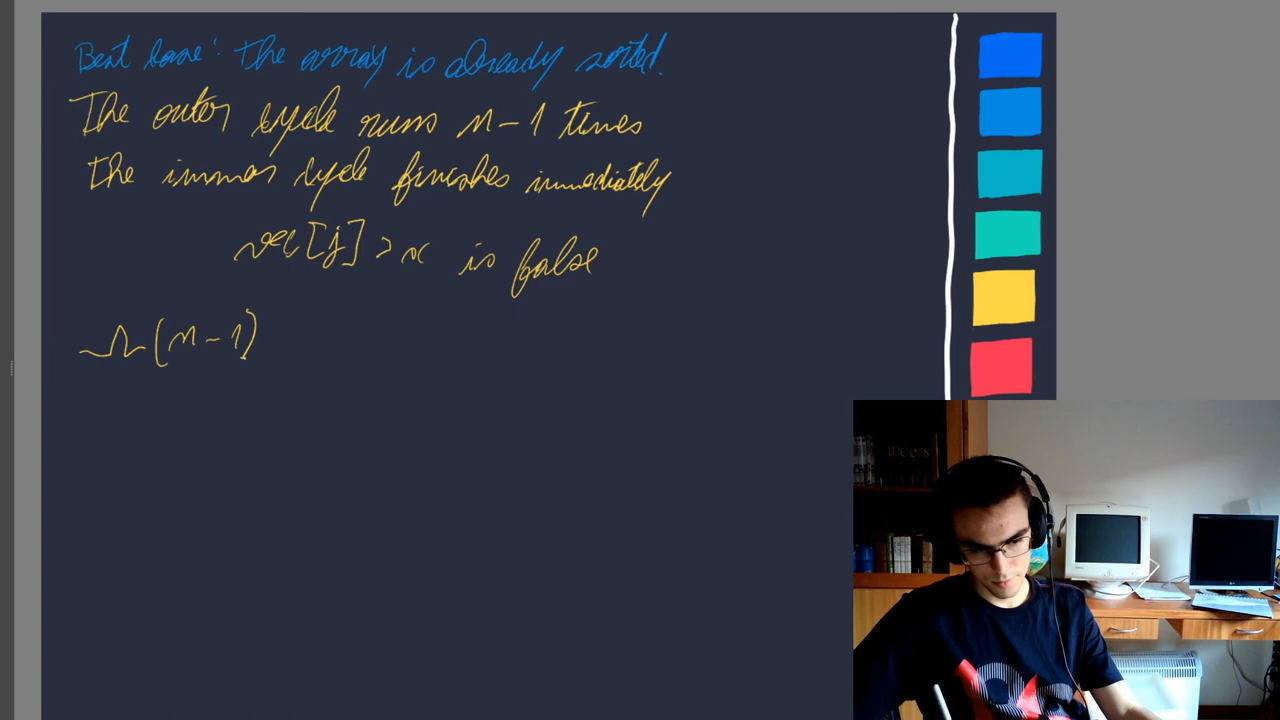 Best case: the array is already sorted.
The outer cycle runs n-1 times
the inner cycle finishes immediately
vec[j] > x is false
Ω(n-1)